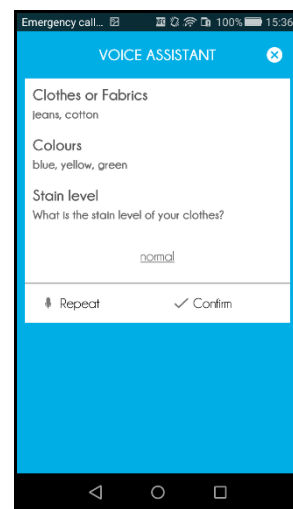 Emergency call... 100% 15:36
VOICE ASSISTANT
Clothes or Fabrics
jeans, cotton
Colours
blue, yellow, green
Stain level
What is the stain level of your clothes?
normal
Repeat Confirm